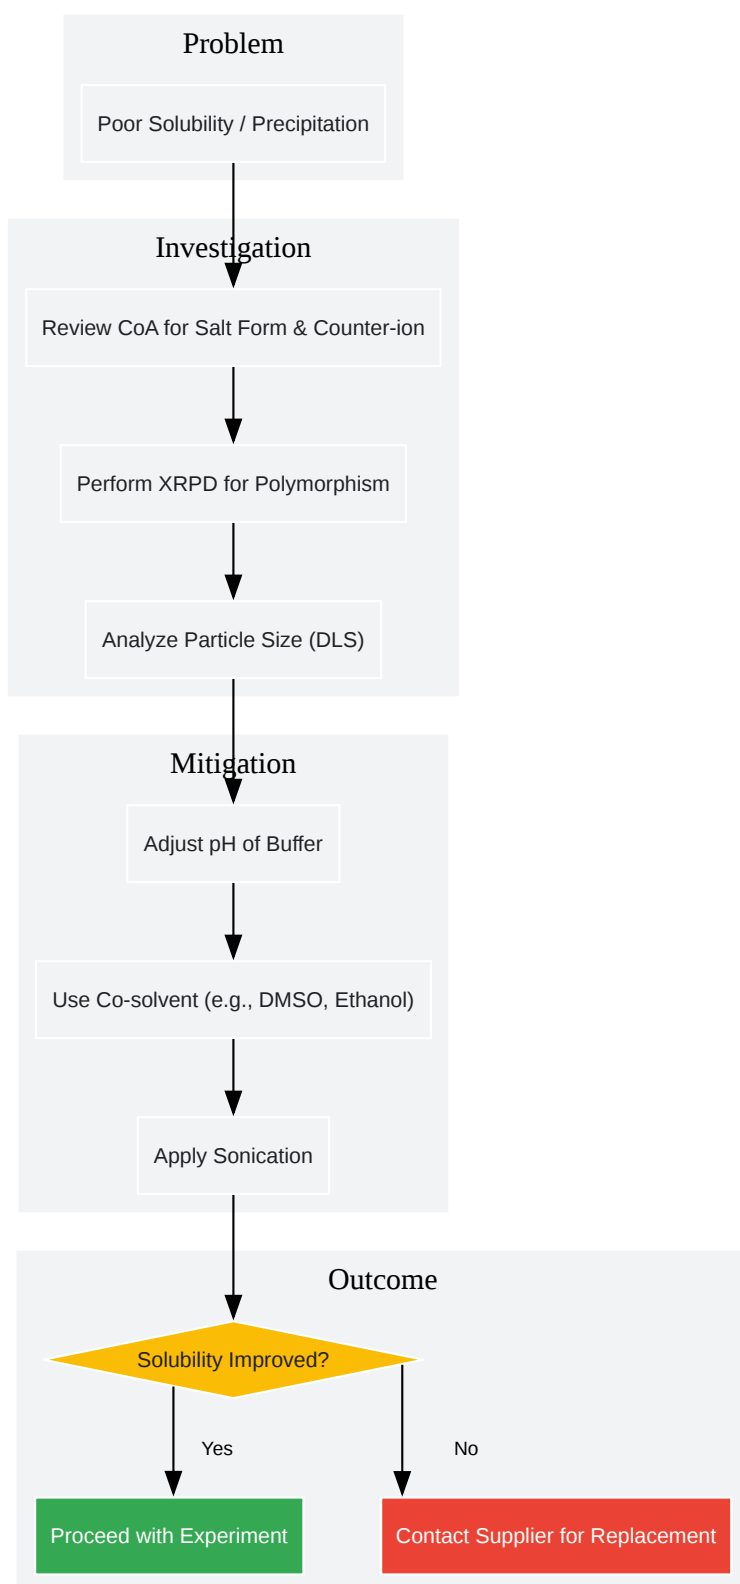 Problem
Poor Solubility / Precipitation
Investigation
Review CoA for Salt Form & Counter-ion
Perform XRPD for Polymorphism
Analyze Particle Size (DLS)
Mitigation
Adjust pH of Buffer
Use Co-solvent (e.g., DMSO, Ethanol)
Apply Sonication
Outcome
Solubility Improved?
Yes
No
Proceed with Experiment
Contact Supplier for Replacement